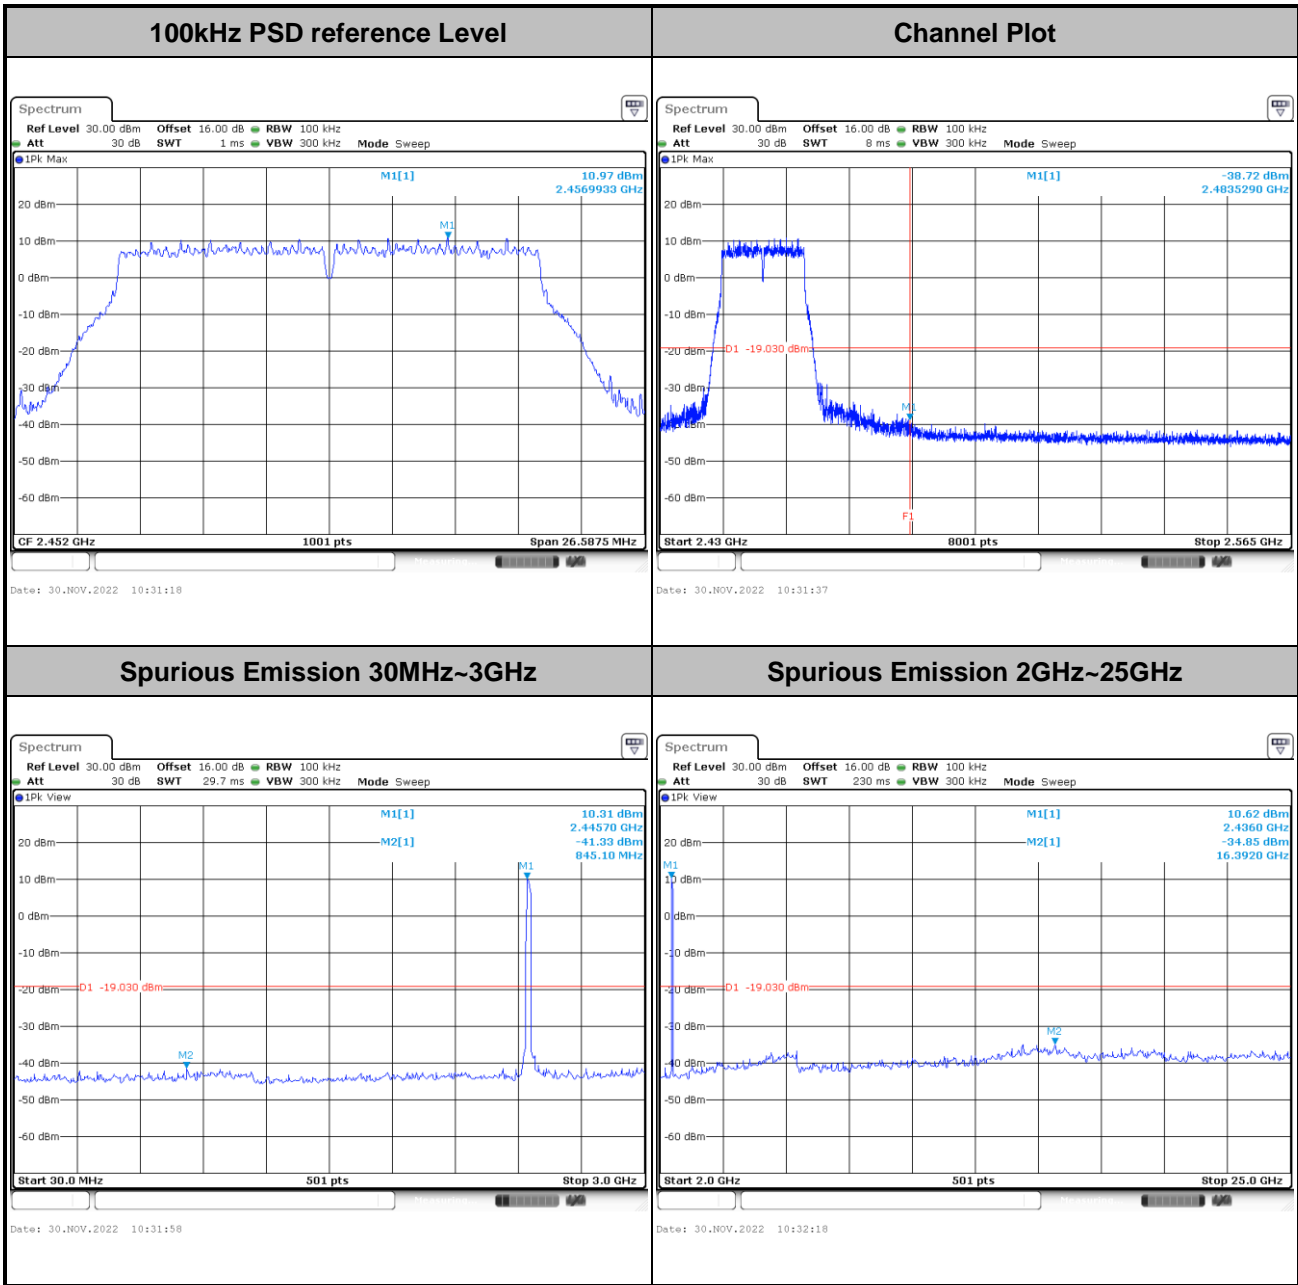 100kHz PSD reference Level
Channel Plot
Spectrum
Ref Level 30.00 dBm Offset 16.00 dB RBW 100 kHz
Att 30 dB SWT 1 ms VBW 300 kHz Mode Sweep
1Pk Max
M1[1] 10.97 dBm
2.4569933 GHz
M1
20 dBm
10 dBm
0 dBm
-10 dBm
-20 dBm
-30 dBm
-40 dBm
-50 dBm
-60 dBm
CF 2.452 GHz 1001 pts Span 26.5875 MHz
Measuring...
Date: 30.NOV.2022 10:31:18
Spectrum
Ref Level 30.00 dBm Offset 16.00 dB RBW 100 kHz
Att 30 dB SWT 8 ms VBW 300 kHz Mode Sweep
1Pk Max
M1[1] -38.72 dBm
2.4835290 GHz
20 dBm
10 dBm
0 dBm
-10 dBm
-20 dBm
D1 -19.030 dBm
-30 dBm
M1
-40 dBm
-50 dBm
-60 dBm
F1
Start 2.43 GHz 8001 pts Stop 2.565 GHz
Measuring...
Date: 30.NOV.2022 10:31:37
Spurious Emission 30MHz~3GHz
Spurious Emission 2GHz~25GHz
Spectrum
Ref Level 30.00 dBm Offset 16.00 dB RBW 100 kHz
Att 30 dB SWT 29.7 ms VBW 300 kHz Mode Sweep
1Pk View
M1[1] 10.31 dBm
2.44570 GHz
M2[1] -41.33 dBm
845.10 MHz
M1
20 dBm
10 dBm
0 dBm
-10 dBm
-20 dBm
D1 -19.030 dBm
-30 dBm
M2
-40 dBm
-50 dBm
-60 dBm
Start 30.0 MHz 501 pts Stop 3.0 GHz
Measuring...
Date: 30.NOV.2022 10:31:58
Spectrum
Ref Level 30.00 dBm Offset 16.00 dB RBW 100 kHz
Att 30 dB SWT 230 ms VBW 300 kHz Mode Sweep
1Pk View
M1[1] 10.62 dBm
2.4360 GHz
M2[1] -34.85 dBm
16.3920 GHz
M1
20 dBm
10 dBm
0 dBm
-10 dBm
-20 dBm
D1 -19.030 dBm
-30 dBm
M2
-40 dBm
-50 dBm
-60 dBm
Start 2.0 GHz 501 pts Stop 25.0 GHz
Measuring...
Date: 30.NOV.2022 10:32:18